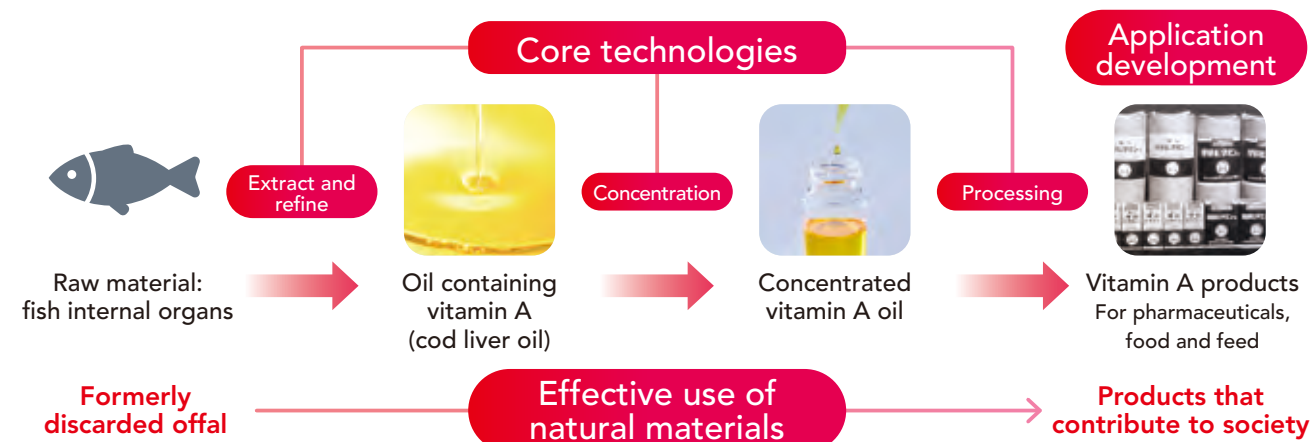 Core technologies
Application
development
Extract and
refine
Concentration
Processing
Raw material:
fish internal organs
Oil containing
vitamin A
(cod liver oil)
Concentrated
vitamin A oil
Vitamin A products
For pharmaceuticals,
food and feed
Formerly
discarded offal
Effective use of
natural materials
Products that
contribute to society